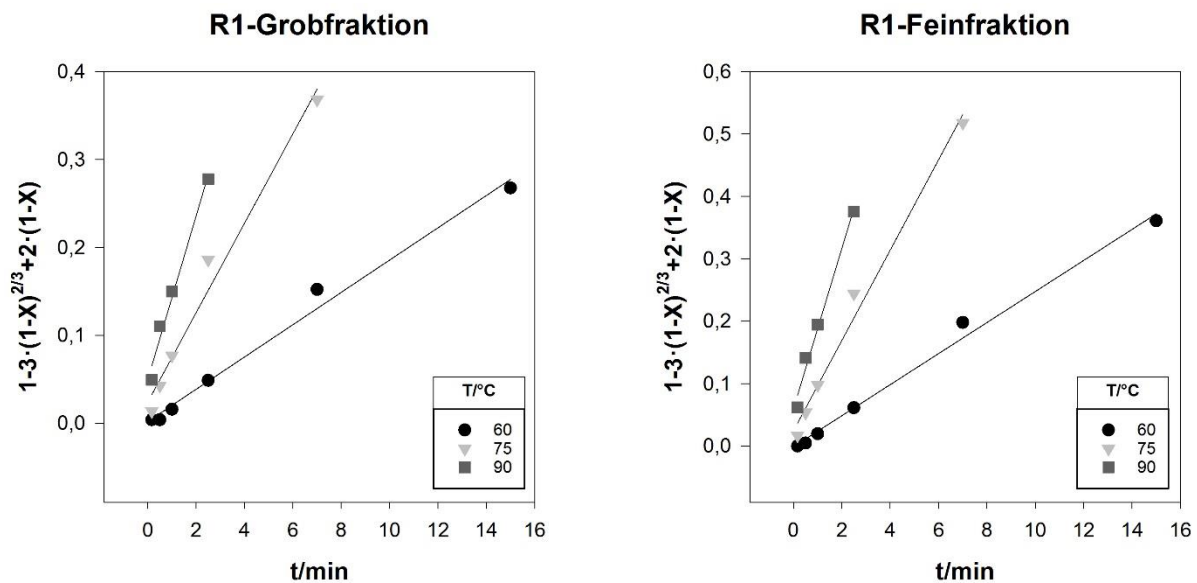 R1-Grobfraktion
1-3·(1-X)2/3+2·(1-X)
0,4
0,3
0,2
0,1
0,0
0 2 4 6 8 10 12 14 16
t/min
T/°C
60
75
90
R1-Feinfraktion
1-3·(1-X)2/3+2·(1-X)
0,6
0,5
0,4
0,3
0,2
0,1
0,0
0 2 4 6 8 10 12 14 16
t/min
T/°C
60
75
90